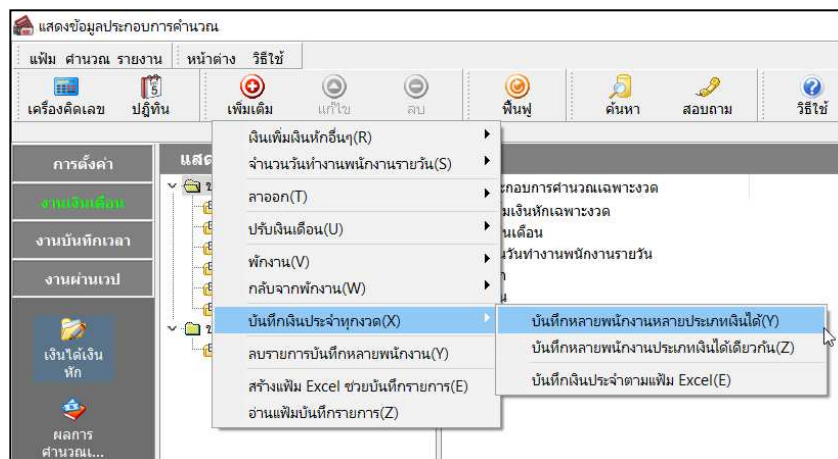 แสดงข้อมูลประกอบการคำนวณ
แฟ้ม คำนวณ รายงาน หน้าต่าง วิธีใช้
เครื่องคิดเลข ปฏิทิน เพิ่มเติม แก้ไข ลบ ฟื้นฟู ค้นหา สอบถาม วิธีใช้
การตั้งค่า
งานเงินเดือน
งานบันทึกเวลา
งานผ่านเวป
เงินได้เงิน
หัก
ผลการ
คำนวณเ...
แสด
เงินเพิ่มเงินหักอื่นๆ(R)
จำนวนวันทำงานพนักงานรายวัน(S)
ลาออก(T)
ปรับเงินเดือน(U)
พักงาน(V)
กลับจากพักงาน(W)
บันทึกเงินประจำทุกงวด(X)
ลบรายการบันทึกหลายพนักงาน(Y)
สร้างแฟ้ม Excel ช่วยบันทึกรายการ(E)
อ่านแฟ้มบันทึกรายการ(Z)
ะกอบการคำนวณเฉพาะงวด
มเงินหักเฉพาะงวด
นเดือน
วันทำงานพนักงานรายวัน
บันทึกหลายพนักงานหลายประเภทเงินได้(Y)
บันทึกหลายพนักงานประเภทเงินได้เดียวกัน(Z)
บันทึกเงินประจำตามแฟ้ม Excel(E)